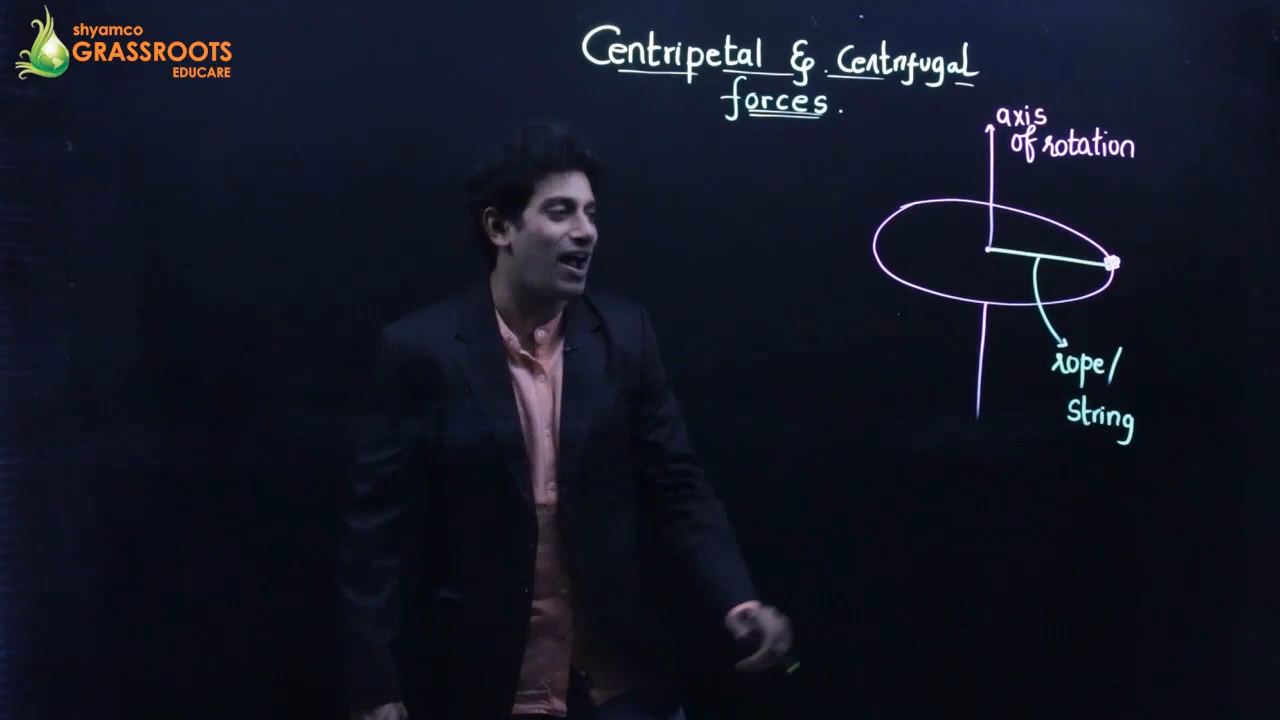 shyamco
GRASSROOTS
EDUCARE
Centripetal & Centrifugal
forces.
axis
of rotation
rope/
string